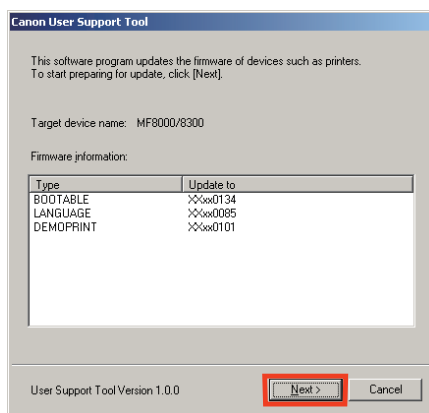 Canon User Support Tool
This software program updates the firmware of devices such as printers.
To start preparing for update, click [Next].
Target device name: MF8000/8300
Firmware information:
Type Update to
BOOTABLE XXxx0134
LANGUAGE XXxx0085
DEMOPRINT XXxx0101
User Support Tool Version 1.0.0 Next > Cancel